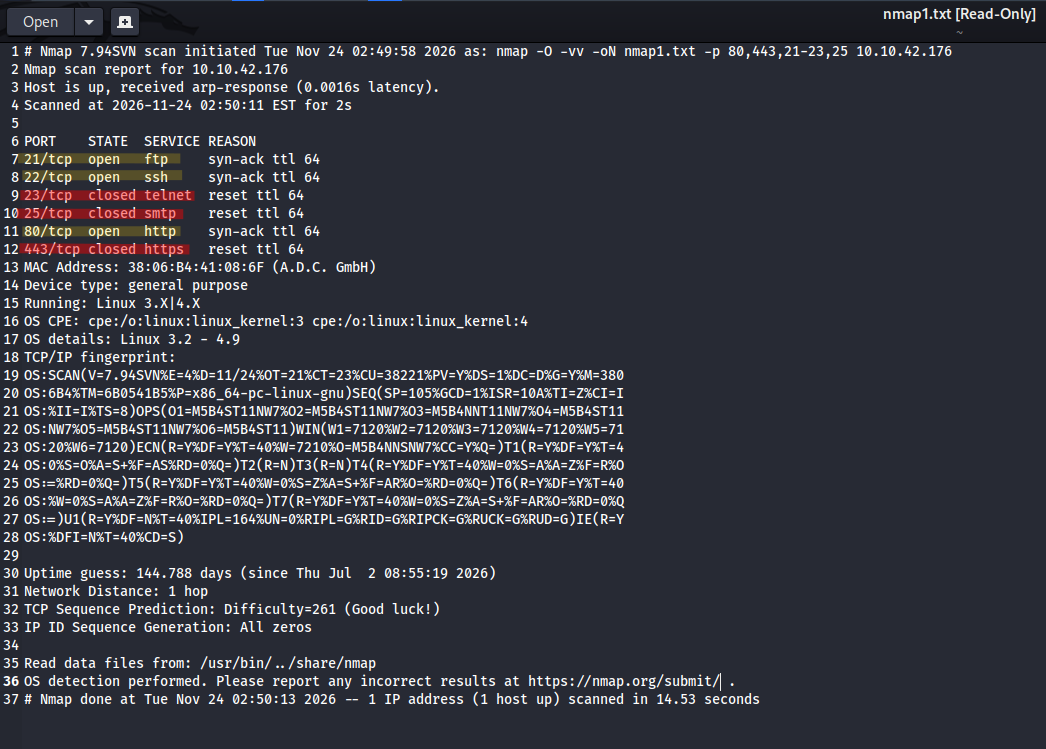 Open
nmap1.txt [Read-Only]
~
1 # Nmap 7.94SVN scan initiated Tue Nov 24 02:49:58 2026 as: nmap -O -vv -oN nmap1.txt -p 80,443,21-23,25 10.10.42.176
2 Nmap scan report for 10.10.42.176
3 Host is up, received arp-response (0.0016s latency).
4 Scanned at 2026-11-24 02:50:11 EST for 2s
5
6 PORT    STATE  SERVICE REASON
7 21/tcp  open   ftp     syn-ack ttl 64
8 22/tcp  open   ssh     syn-ack ttl 64
9 23/tcp  closed telnet  reset ttl 64
10 25/tcp  closed smtp    reset ttl 64
11 80/tcp  open   http    syn-ack ttl 64
12 443/tcp closed https   reset ttl 64
13 MAC Address: 38:06:B4:41:08:6F (A.D.C. GmbH)
14 Device type: general purpose
15 Running: Linux 3.X|4.X
16 OS CPE: cpe:/o:linux:linux_kernel:3 cpe:/o:linux:linux_kernel:4
17 OS details: Linux 3.2 - 4.9
18 TCP/IP fingerprint:
19 OS:SCAN(V=7.94SVN%E=4%D=11/24%OT=21%CT=23%CU=38221%PV=Y%DS=1%DC=D%G=Y%M=380
20 OS:6B4%TM=6B0541B5%P=x86_64-pc-linux-gnu)SEQ(SP=105%GCD=1%ISR=10A%TI=Z%CI=I
21 OS:%II=I%TS=8)OPS(O1=M5B4ST11NW7%O2=M5B4ST11NW7%O3=M5B4NNT11NW7%O4=M5B4ST11
22 OS:NW7%O5=M5B4ST11NW7%O6=M5B4ST11)WIN(W1=7120%W2=7120%W3=7120%W4=7120%W5=71
23 OS:20%W6=7120)ECN(R=Y%DF=Y%T=40%W=7210%O=M5B4NNSNW7%CC=Y%Q=)T1(R=Y%DF=Y%T=4
24 OS:0%S=O%A=S+%F=AS%RD=0%Q=)T2(R=N)T3(R=N)T4(R=Y%DF=Y%T=40%W=0%S=A%A=Z%F=R%O
25 OS:=%RD=0%Q=)T5(R=Y%DF=Y%T=40%W=0%S=Z%A=S+%F=AR%O=%RD=0%Q=)T6(R=Y%DF=Y%T=40
26 OS:%W=0%S=A%A=Z%F=R%O=%RD=0%Q=)T7(R=Y%DF=Y%T=40%W=0%S=Z%A=S+%F=AR%O=%RD=0%Q
27 OS:=)U1(R=Y%DF=N%T=40%IPL=164%UN=0%RIPL=G%RID=G%RIPCK=G%RUCK=G%RUD=G)IE(R=Y
28 OS:%DFI=N%T=40%CD=S)
29
30 Uptime guess: 144.788 days (since Thu Jul  2 08:55:19 2026)
31 Network Distance: 1 hop
32 TCP Sequence Prediction: Difficulty=261 (Good luck!)
33 IP ID Sequence Generation: All zeros
34
35 Read data files from: /usr/bin/../share/nmap
36 OS detection performed. Please report any incorrect results at https://nmap.org/submit/ .
37 # Nmap done at Tue Nov 24 02:50:13 2026 -- 1 IP address (1 host up) scanned in 14.53 seconds